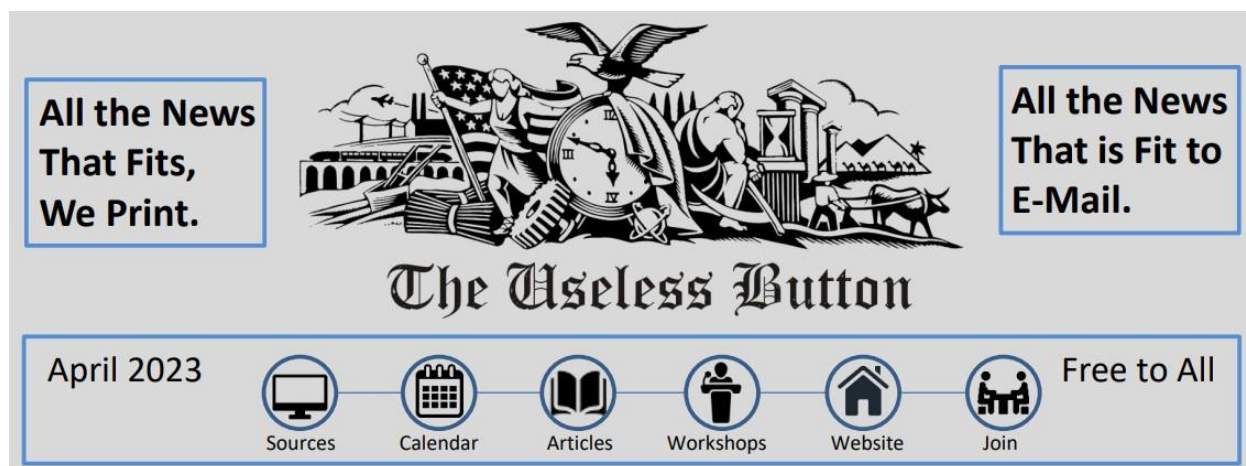 All the News
That Fits,
We Print.
III
All the News
That is Fit to
E-Mail.
The Useless Button
April 2023
Sources
Calendar
Articles
Workshops
Website
Join
Free to All